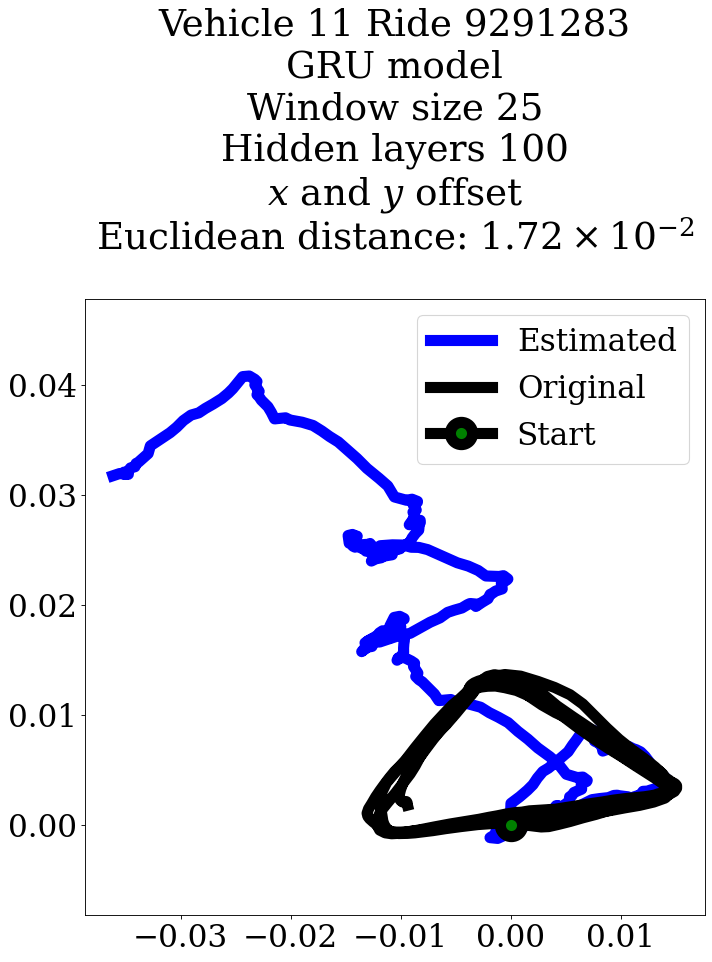 Vehicle 11 Ride 9291283
GRU model
Window size 25
Hidden layers 100
x and y offset
Euclidean distance: 1.72 × 10⁻²
Estimated
Original
Start
0.04
0.03
0.02
0.01
0.00
−0.03 −0.02 −0.01 0.00 0.01